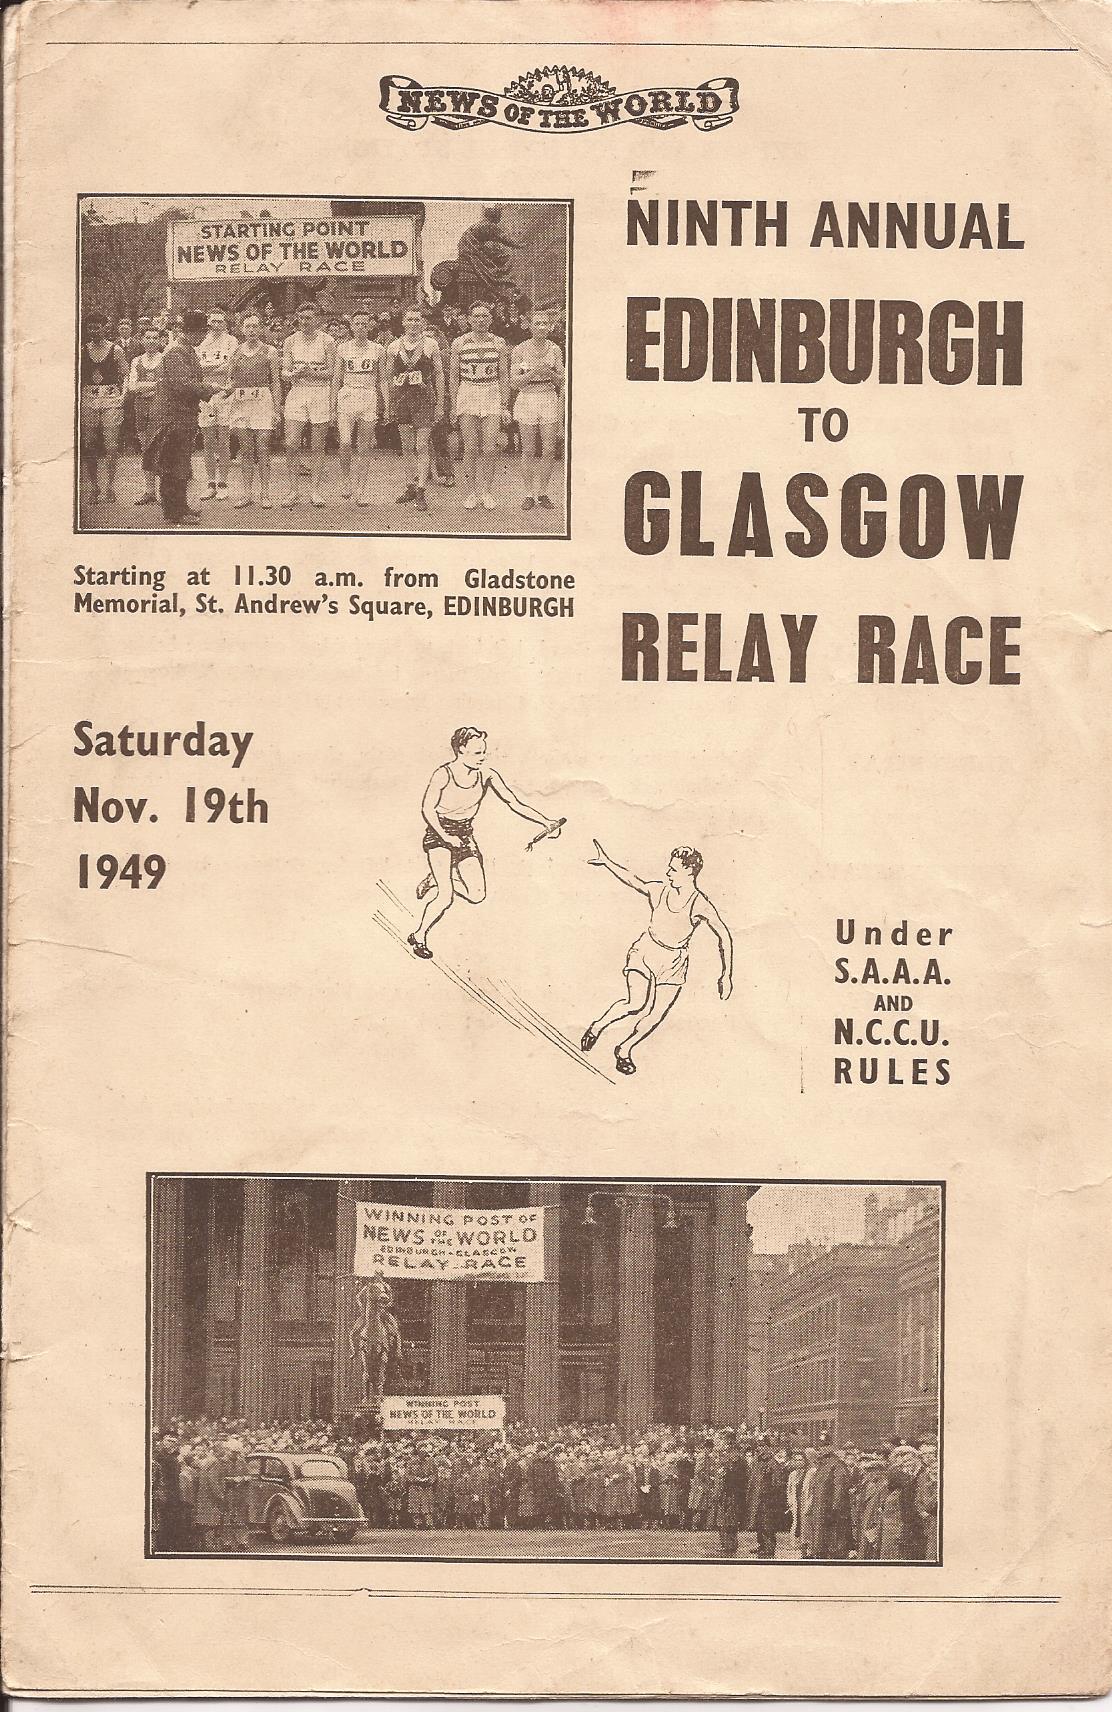 NEWS OF THE WORLD
STARTING POINT
NEWS OF THE WORLD
RELAY RACE
NINTH ANNUAL
EDINBURGH
TO
GLASGOW
RELAY RACE
Starting at 11.30 a.m. from Gladstone
Memorial, St. Andrew's Square, EDINBURGH
Saturday
Nov. 19th
1949
Under
S.A.A.A.
AND
N.C.C.U.
RULES
WINNING POST OF
NEWS OF THE WORLD
EDINBURGH-GLASGOW
RELAY RACE
WINNING POST
NEWS OF THE WORLD
RELAY RACE